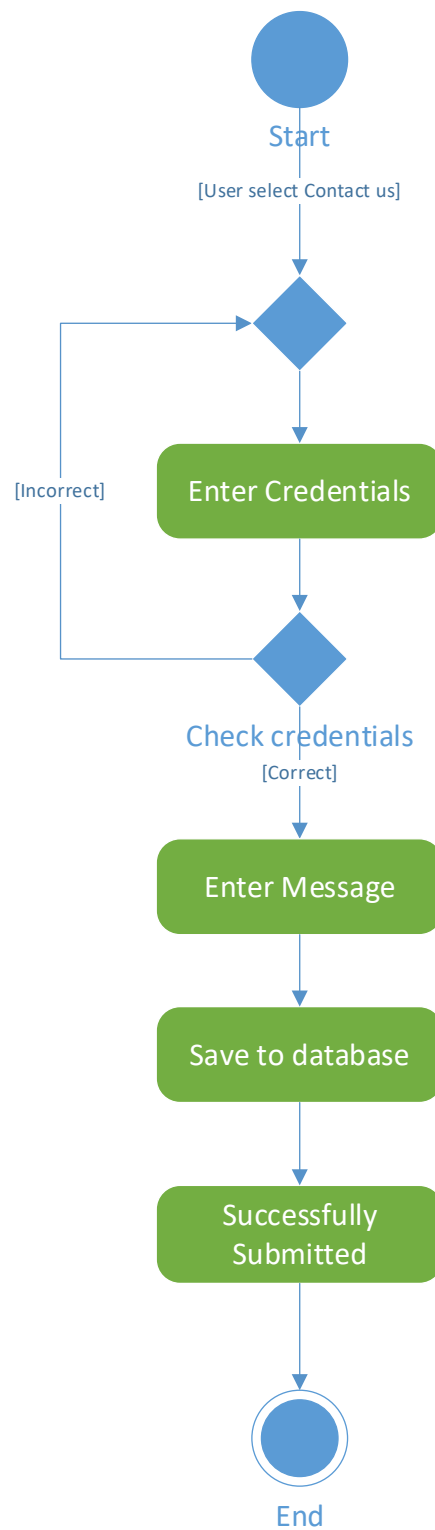 Start
[User select Contact us]
Enter Credentials
[Incorrect]
Check credentials
[Correct]
Enter Message
Save to database
Successfully
Submitted
End